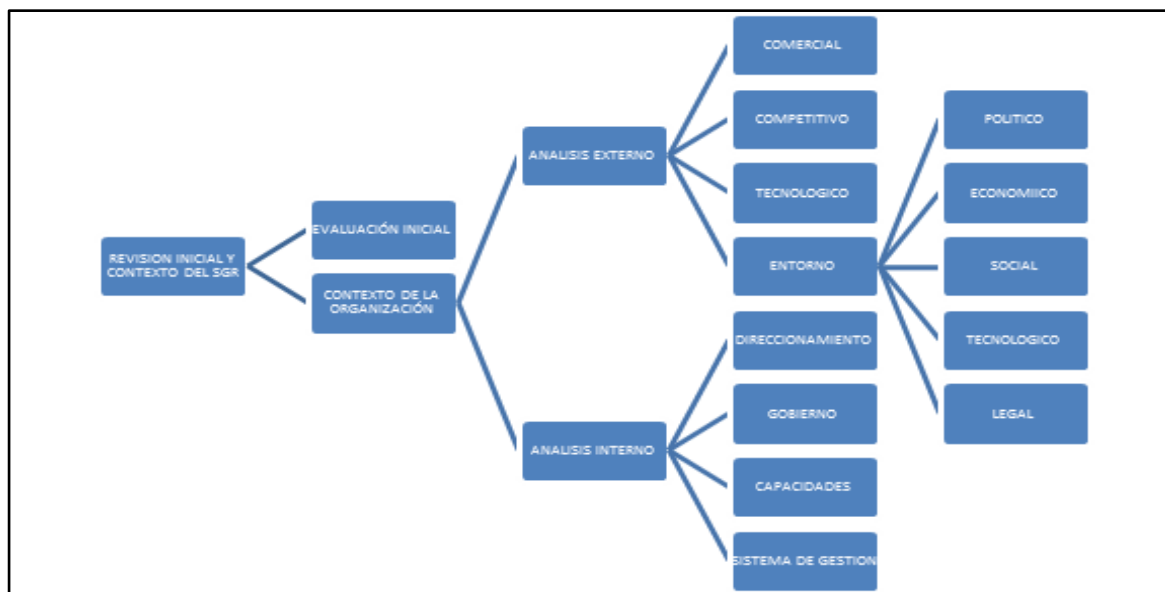 REVISION INICIAL Y
CONTEXTO DEL SGR
EVALUACIÓN INICIAL
CONTEXTO DE LA
ORGANIZACIÓN
ANALISIS EXTERNO
COMERCIAL
COMPETITIVO
TECNOLOGICO
ENTORNO
POLITICO
ECONOMIICO
SOCIAL
TECNOLOGICO
LEGAL
ANALISIS INTERNO
DIRECCIONAMIENTO
GOBIERNO
CAPACIDADES
SISTEMA DE GESTION